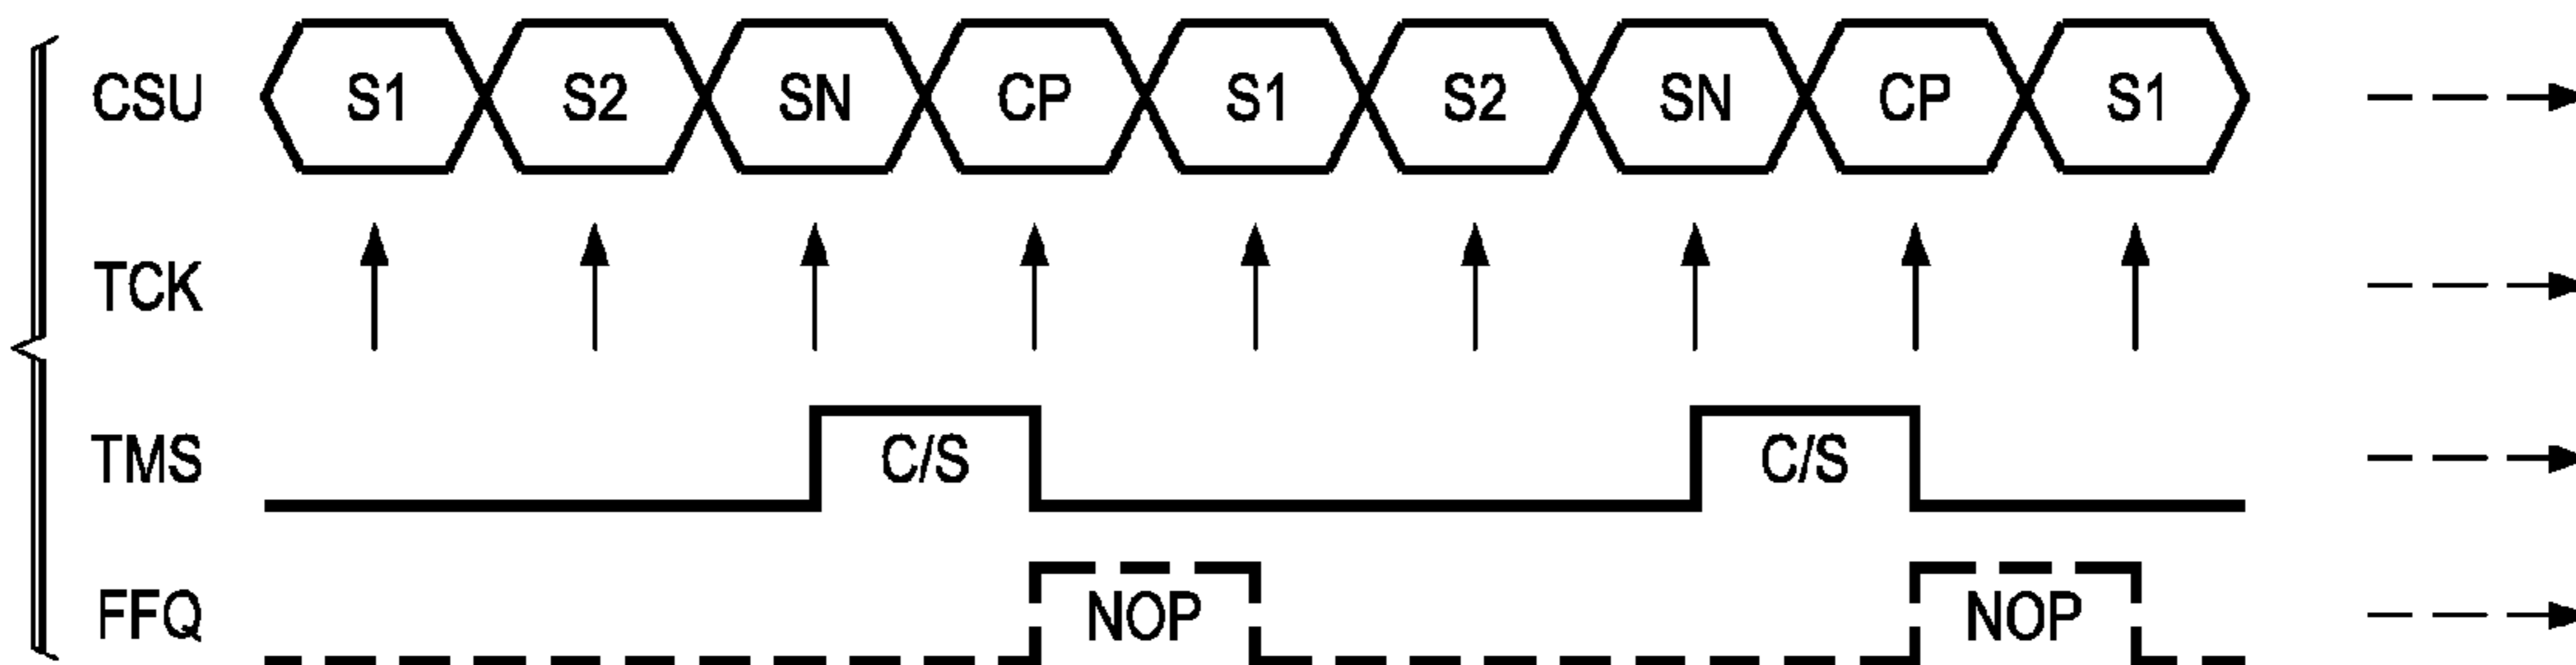 CSU S1 S2 SN CP S1 S2 SN CP S1
TCK
TMS C/S C/S
FFQ NOP NOP